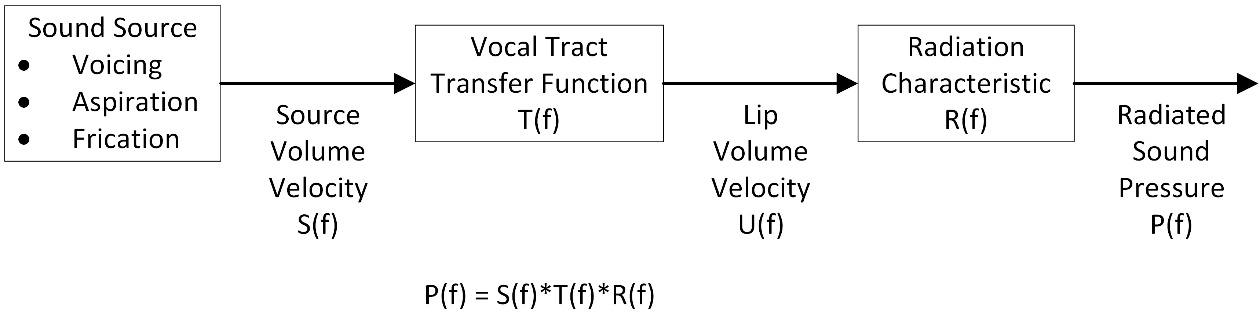 Sound Source
• Voicing
• Aspiration
• Frication
Source
Volume
Velocity
S(f)
Vocal Tract
Transfer Function
T(f)
Lip
Volume
Velocity
U(f)
Radiation
Characteristic
R(f)
Radiated
Sound
Pressure
P(f)
P(f) = S(f)*T(f)*R(f)